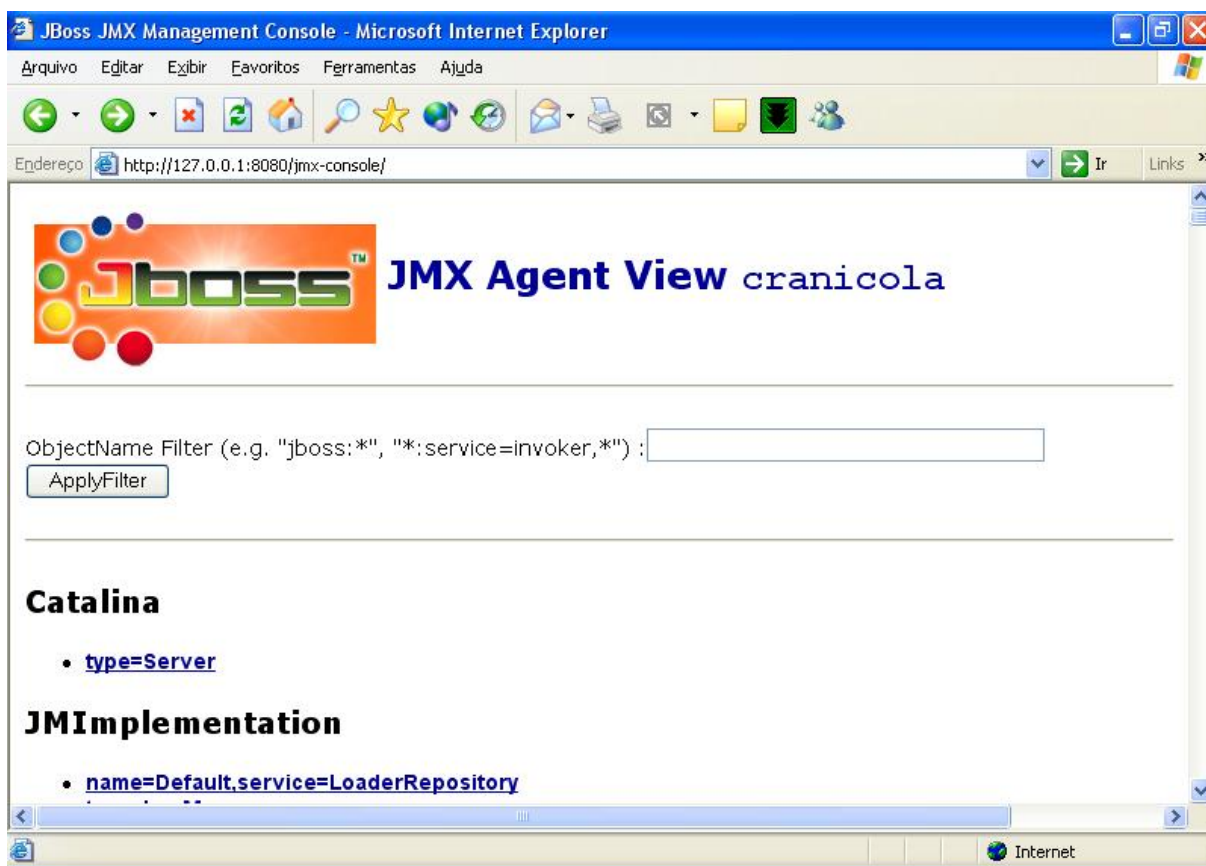 JBoss JMX Management Console - Microsoft Internet Explorer
Arquivo Editar Exibir Favoritos Ferramentas Ajuda
Endereço http://127.0.0.1:8080/jmx-console/ Ir Links »
Jboss™ JMX Agent View cranicola
ObjectName Filter (e.g. "jboss:*", "*:service=invoker,*") :
ApplyFilter
Catalina
• type=Server
JMImplementation
• name=Default,service=LoaderRepository
Internet